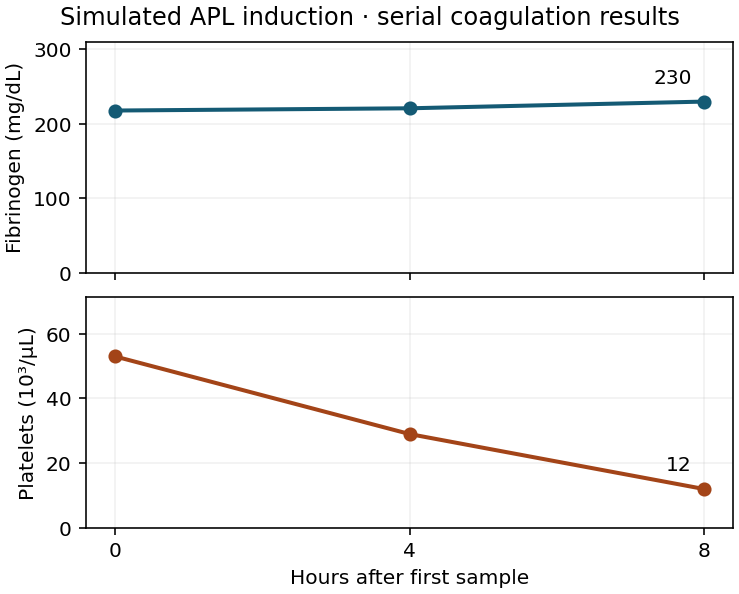 Simulated APL induction · serial coagulation results
Fibrinogen (mg/dL)
300
200
100
0
230
Platelets (10³/µL)
60
40
20
0
12
0 4 8
Hours after first sample